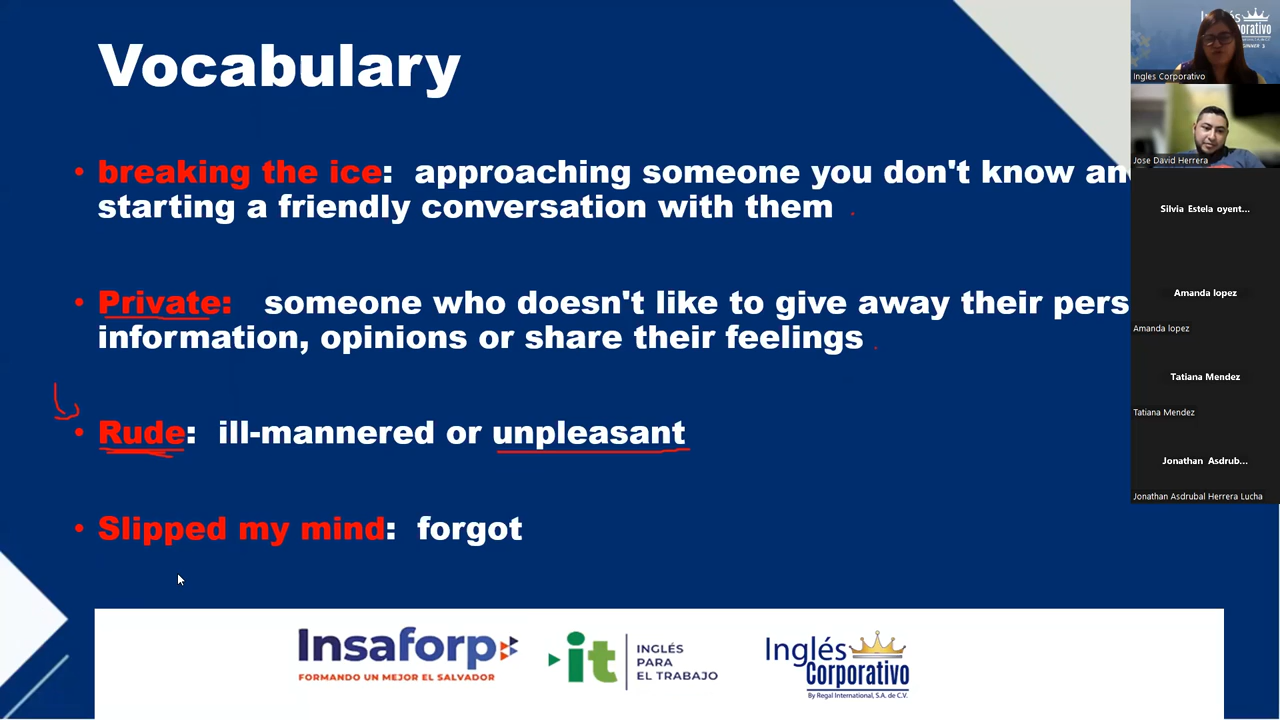 Vocabulary
• breaking the ice: approaching someone you don't know an
starting a friendly conversation with them
• Private: someone who doesn't like to give away their pers
information, opinions or share their feelings
• Rude: ill-mannered or unpleasant
• Slipped my mind: forgot
Insaforp
FORMANDO UN MEJOR EL SALVADOR
it
INGLÉS
PARA
EL TRABAJO
Inglés
Corporativo
By Regal International, S.A. de C.V.
Ingles Corporativo
Jose David Herrera
Silvia Estela oyent...
Amanda lopez
Amanda lopez
Tatiana Mendez
Tatiana Mendez
Jonathan Asdrub...
Jonathan Asdrubal Herrera Lucha